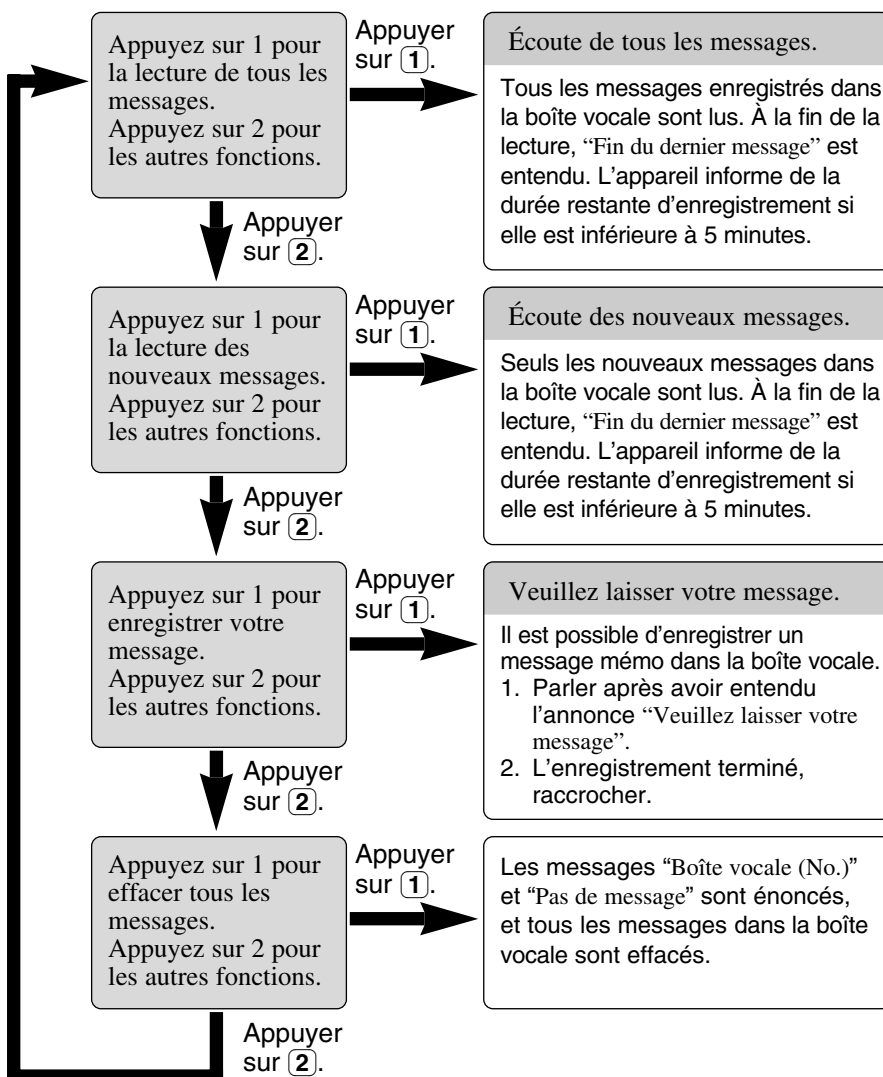 Appuyez sur 1 pour
la lecture de tous les
messages.
Appuyez sur 2 pour
les autres fonctions.
Appuyer
sur 1.
Écoute de tous les messages.
Tous les messages enregistrés dans
la boîte vocale sont lus. À la fin de la
lecture, “Fin du dernier message” est
entendu. L’appareil informe de la
durée restante d’enregistrement si
elle est inférieure à 5 minutes.
Appuyer
sur 2.
Appuyez sur 1 pour
la lecture des
nouveaux messages.
Appuyez sur 2 pour
les autres fonctions.
Appuyer
sur 1.
Écoute des nouveaux messages.
Seuls les nouveaux messages dans
la boîte vocale sont lus. À la fin de la
lecture, “Fin du dernier message” est
entendu. L’appareil informe de la
durée restante d’enregistrement si
elle est inférieure à 5 minutes.
Appuyer
sur 2.
Appuyez sur 1 pour
enregistrer votre
message.
Appuyez sur 2 pour
les autres fonctions.
Appuyer
sur 1.
Veuillez laisser votre message.
Il est possible d’enregistrer un
message mémo dans la boîte vocale.
1. Parler après avoir entendu
l’annonce “Veuillez laisser votre
message”.
2. L’enregistrement terminé,
raccrocher.
Appuyer
sur 2.
Appuyez sur 1 pour
effacer tous les
messages.
Appuyez sur 2 pour
les autres fonctions.
Appuyer
sur 1.
Les messages “Boîte vocale (No.)”
et “Pas de message” sont énoncés,
et tous les messages dans la boîte
vocale sont effacés.
Appuyer
sur 2.